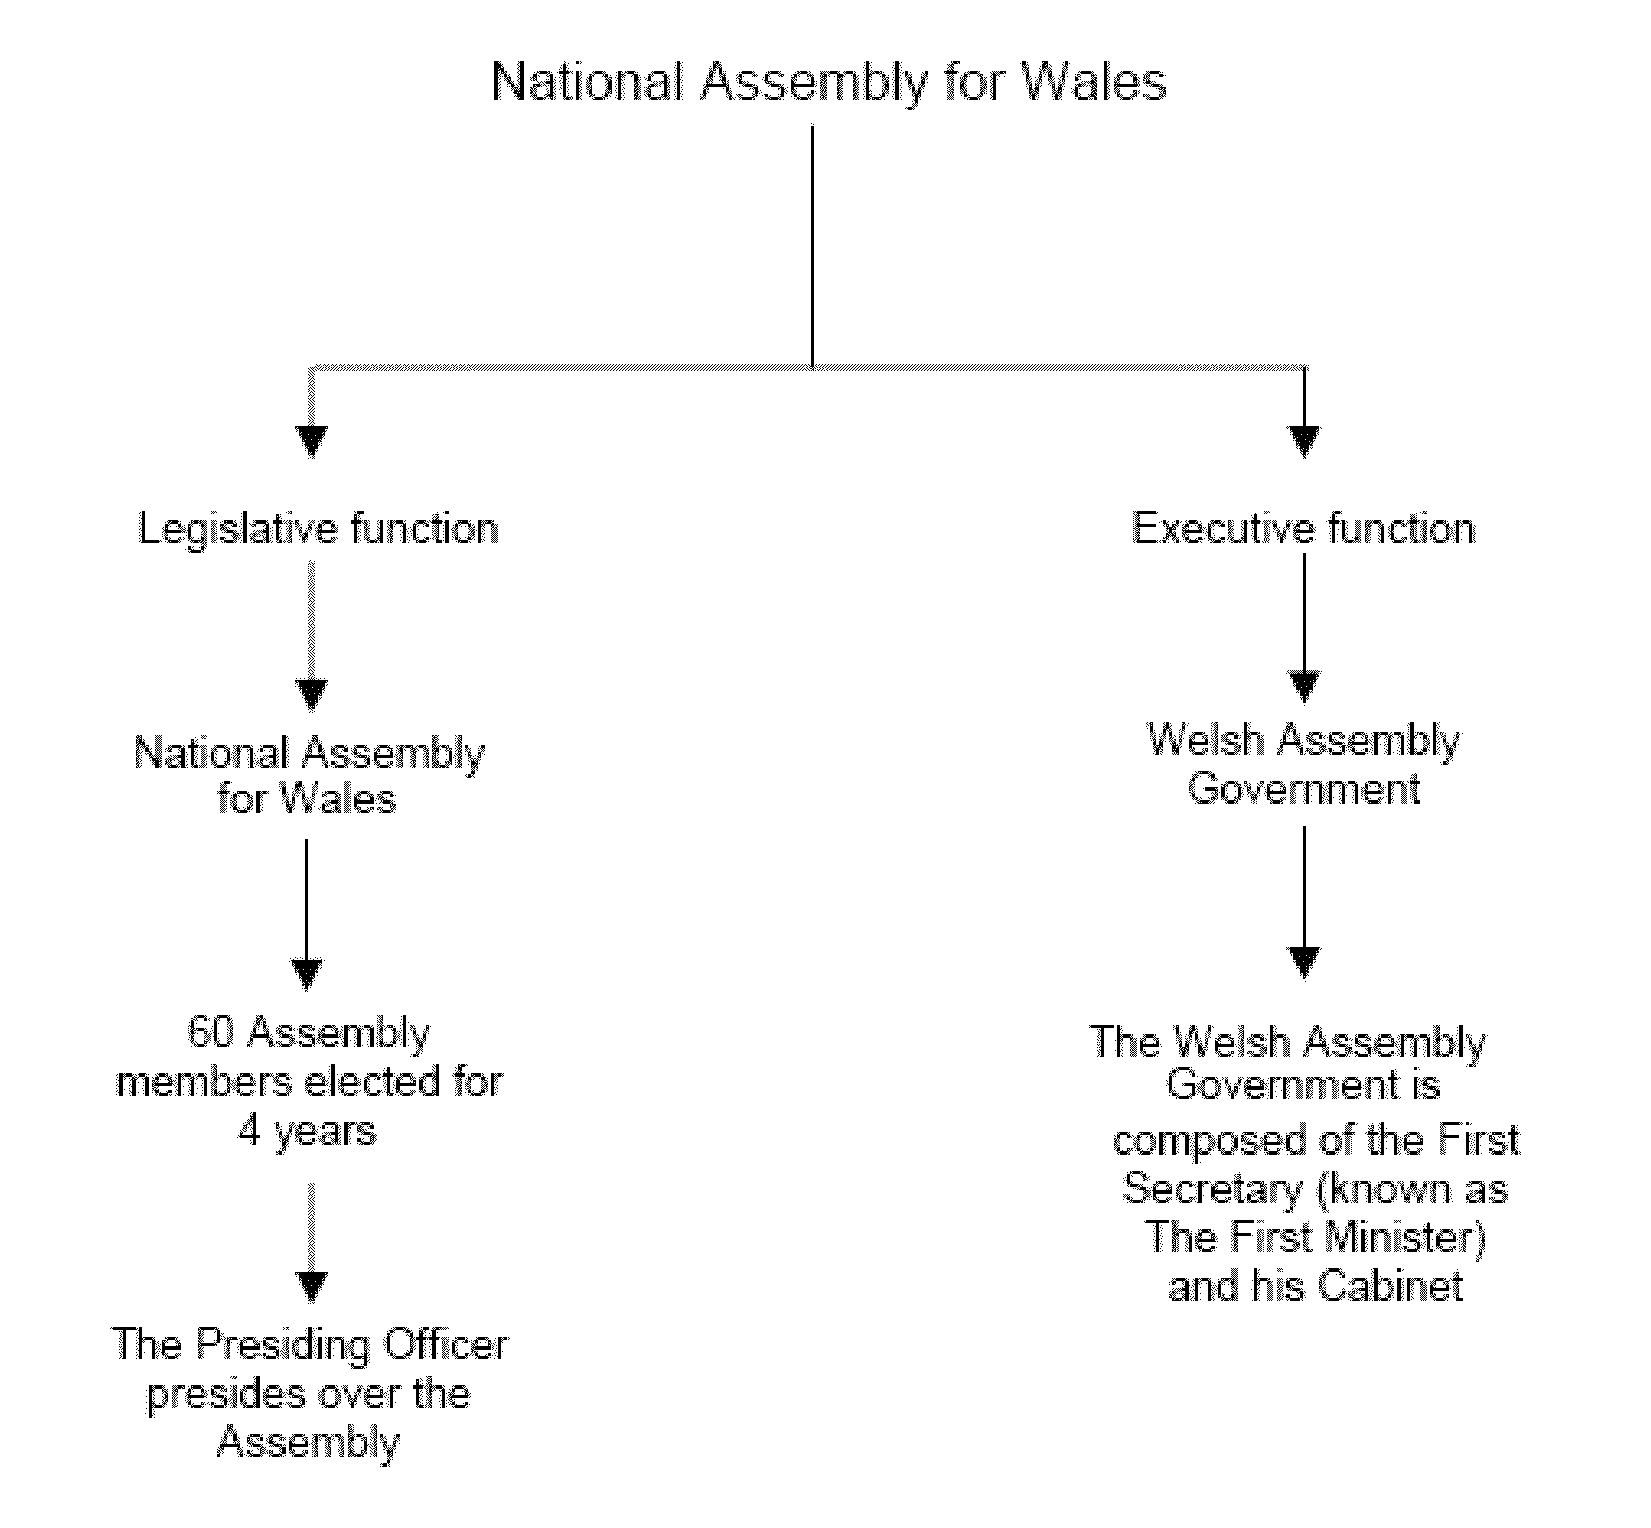 National Assembly for Wales
Legislative function
Executive function
National Assembly
for Wales
Welsh Assembly
Government
60 Assembly
members elected for
4 years
The Welsh Assembly
Government is
composed of the First
Secretary (known as
The First Minister)
and his Cabinet
The Presiding Officer
presides over the
Assembly